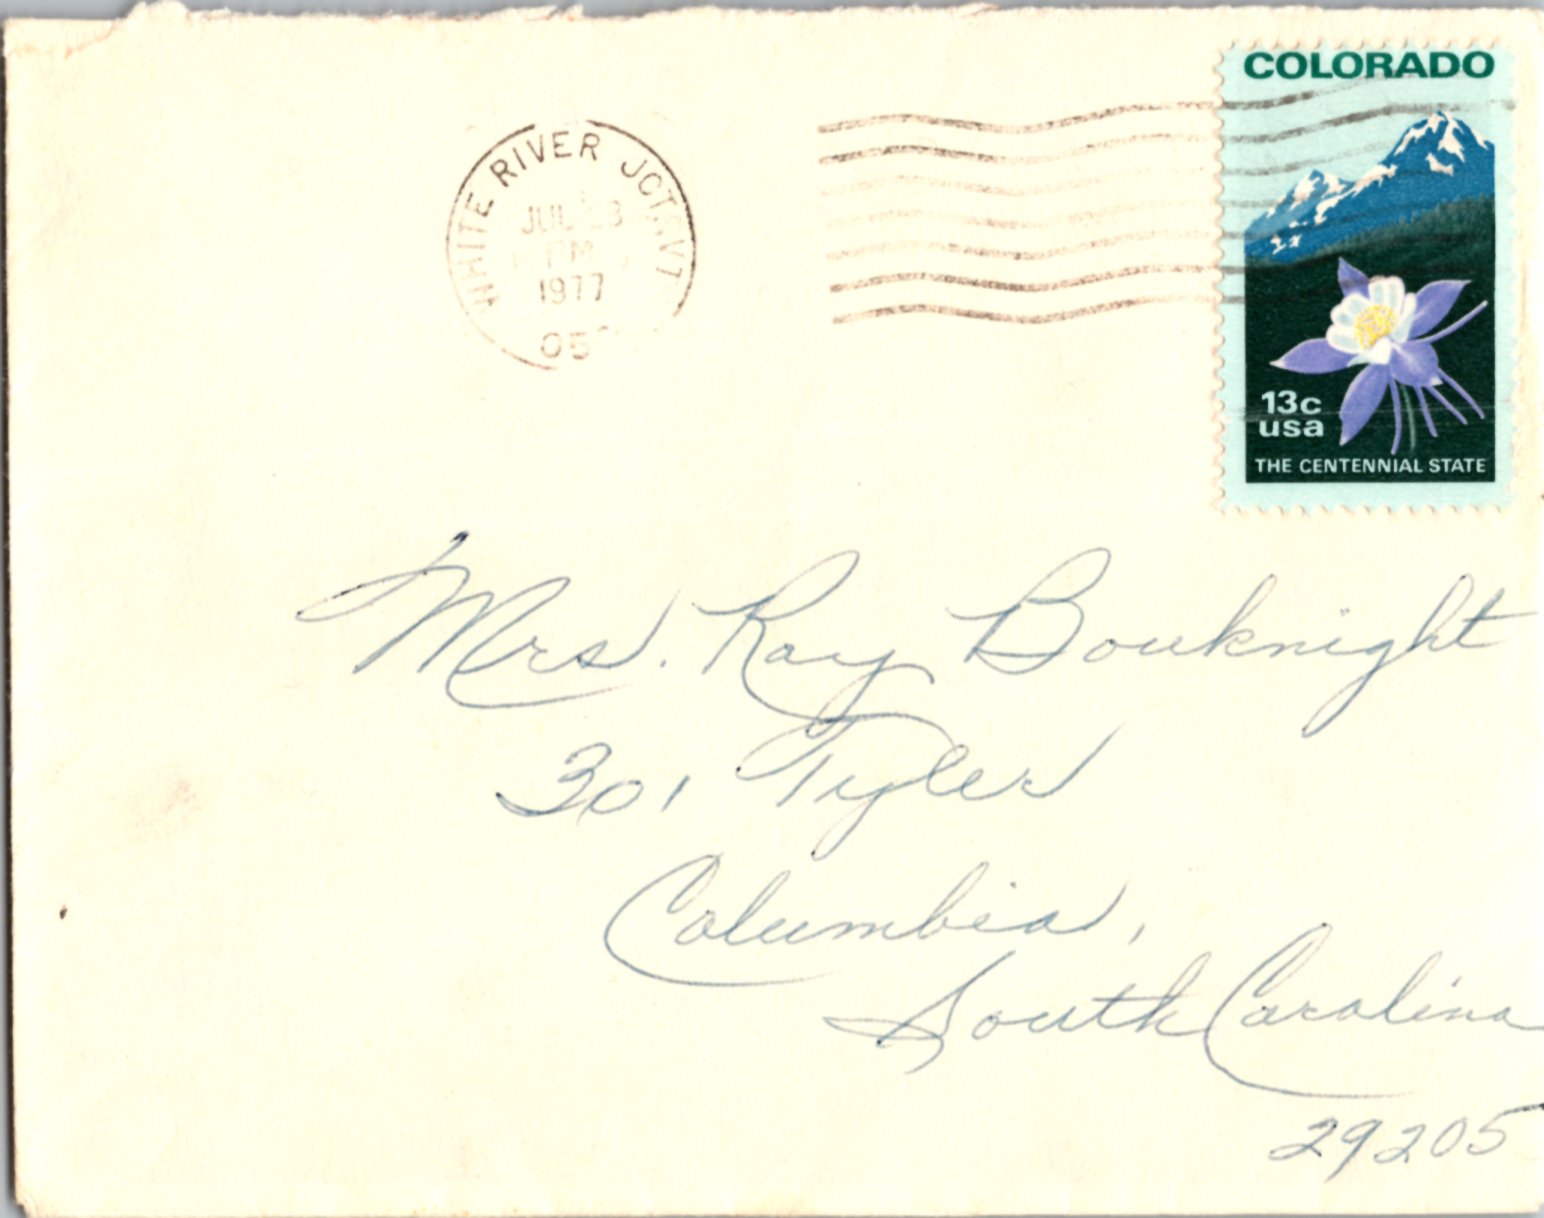 COLORADO
WHITE RIVER JCT. VT
JUL 
PM
1977
13c
usa
THE CENTENNIAL STATE
Mrs. Ray Bouknight
301 Tyler
Columbia,
South Carolina
29205